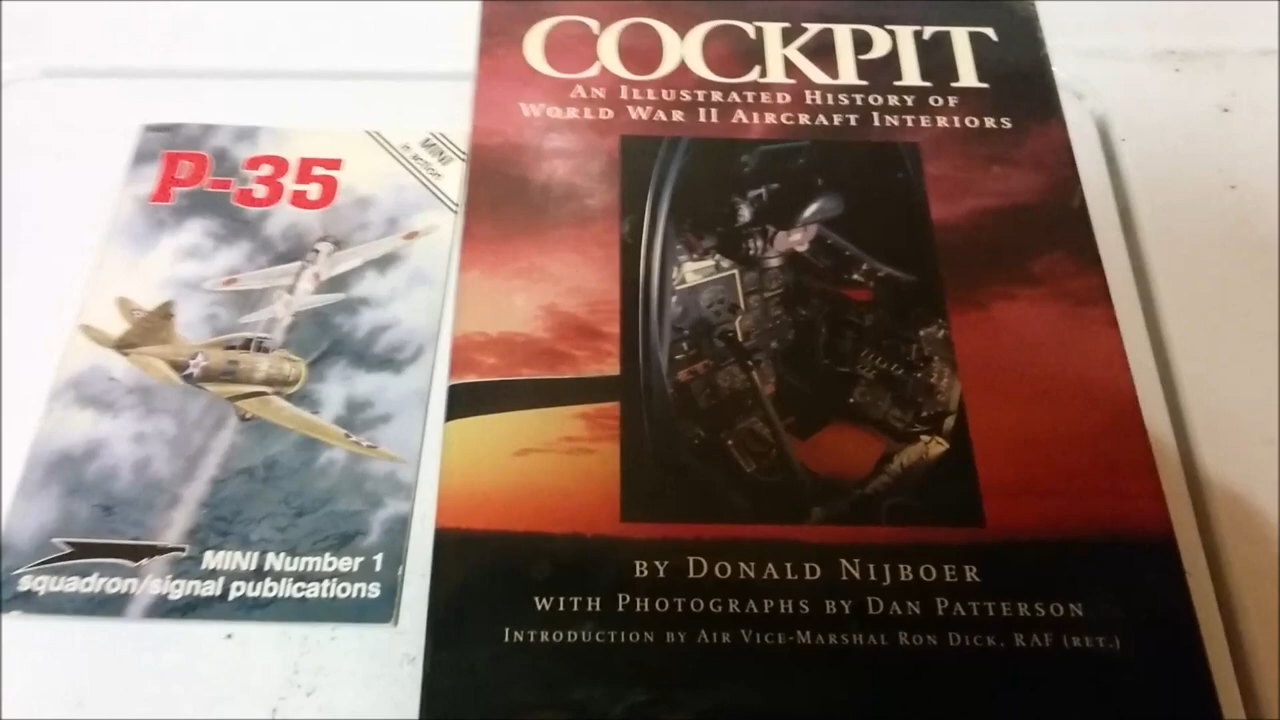 P-35
MINI
in action
MINI Number 1
squadron/signal publications
COCKPIT
AN ILLUSTRATED HISTORY OF
WORLD WAR II AIRCRAFT INTERIORS
BY DONALD NIJBOER
WITH PHOTOGRAPHS BY DAN PATTERSON
INTRODUCTION BY AIR VICE-MARSHAL RON DICK, RAF (RET.)